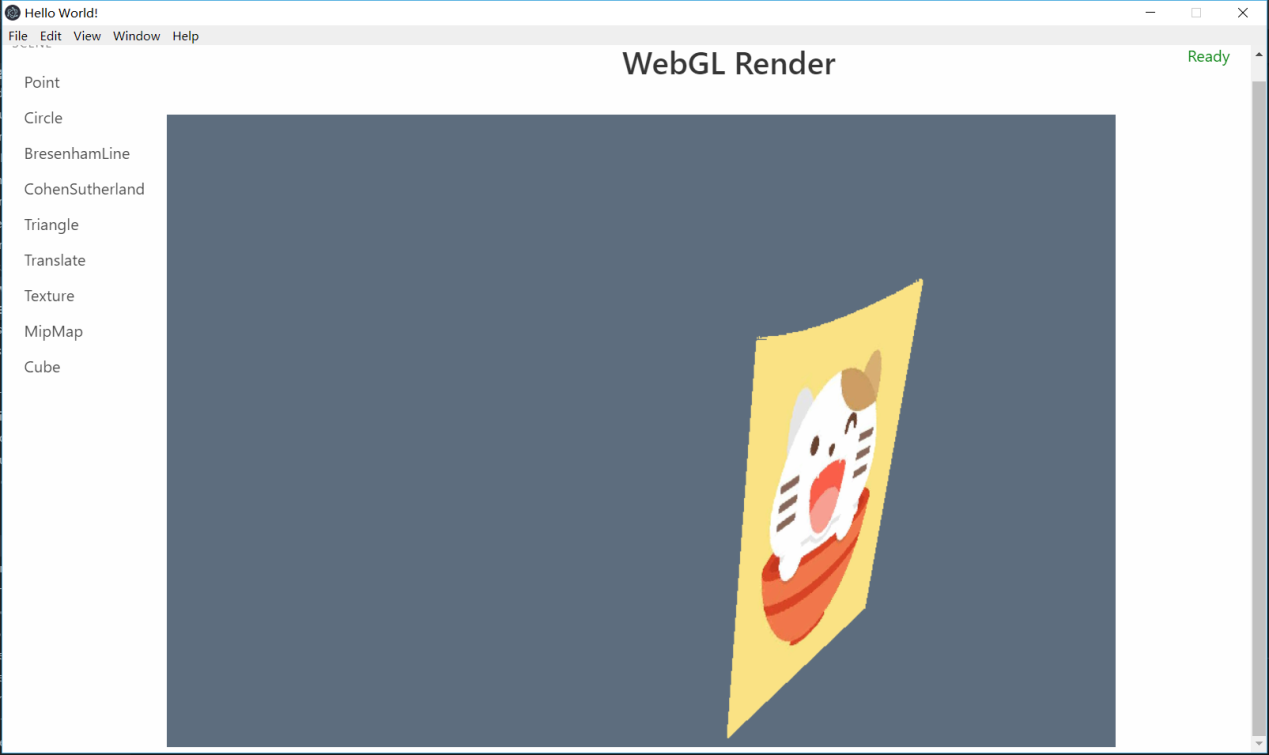 Hello World!
File Edit View Window Help
SCENE
WebGL Render
Ready
Point
Circle
BresenhamLine
CohenSutherland
Triangle
Translate
Texture
MipMap
Cube